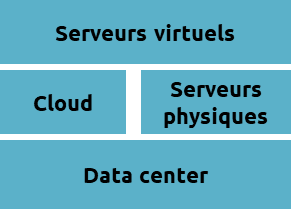 Serveurs virtuels
Cloud
Serveurs
physiques
Data center